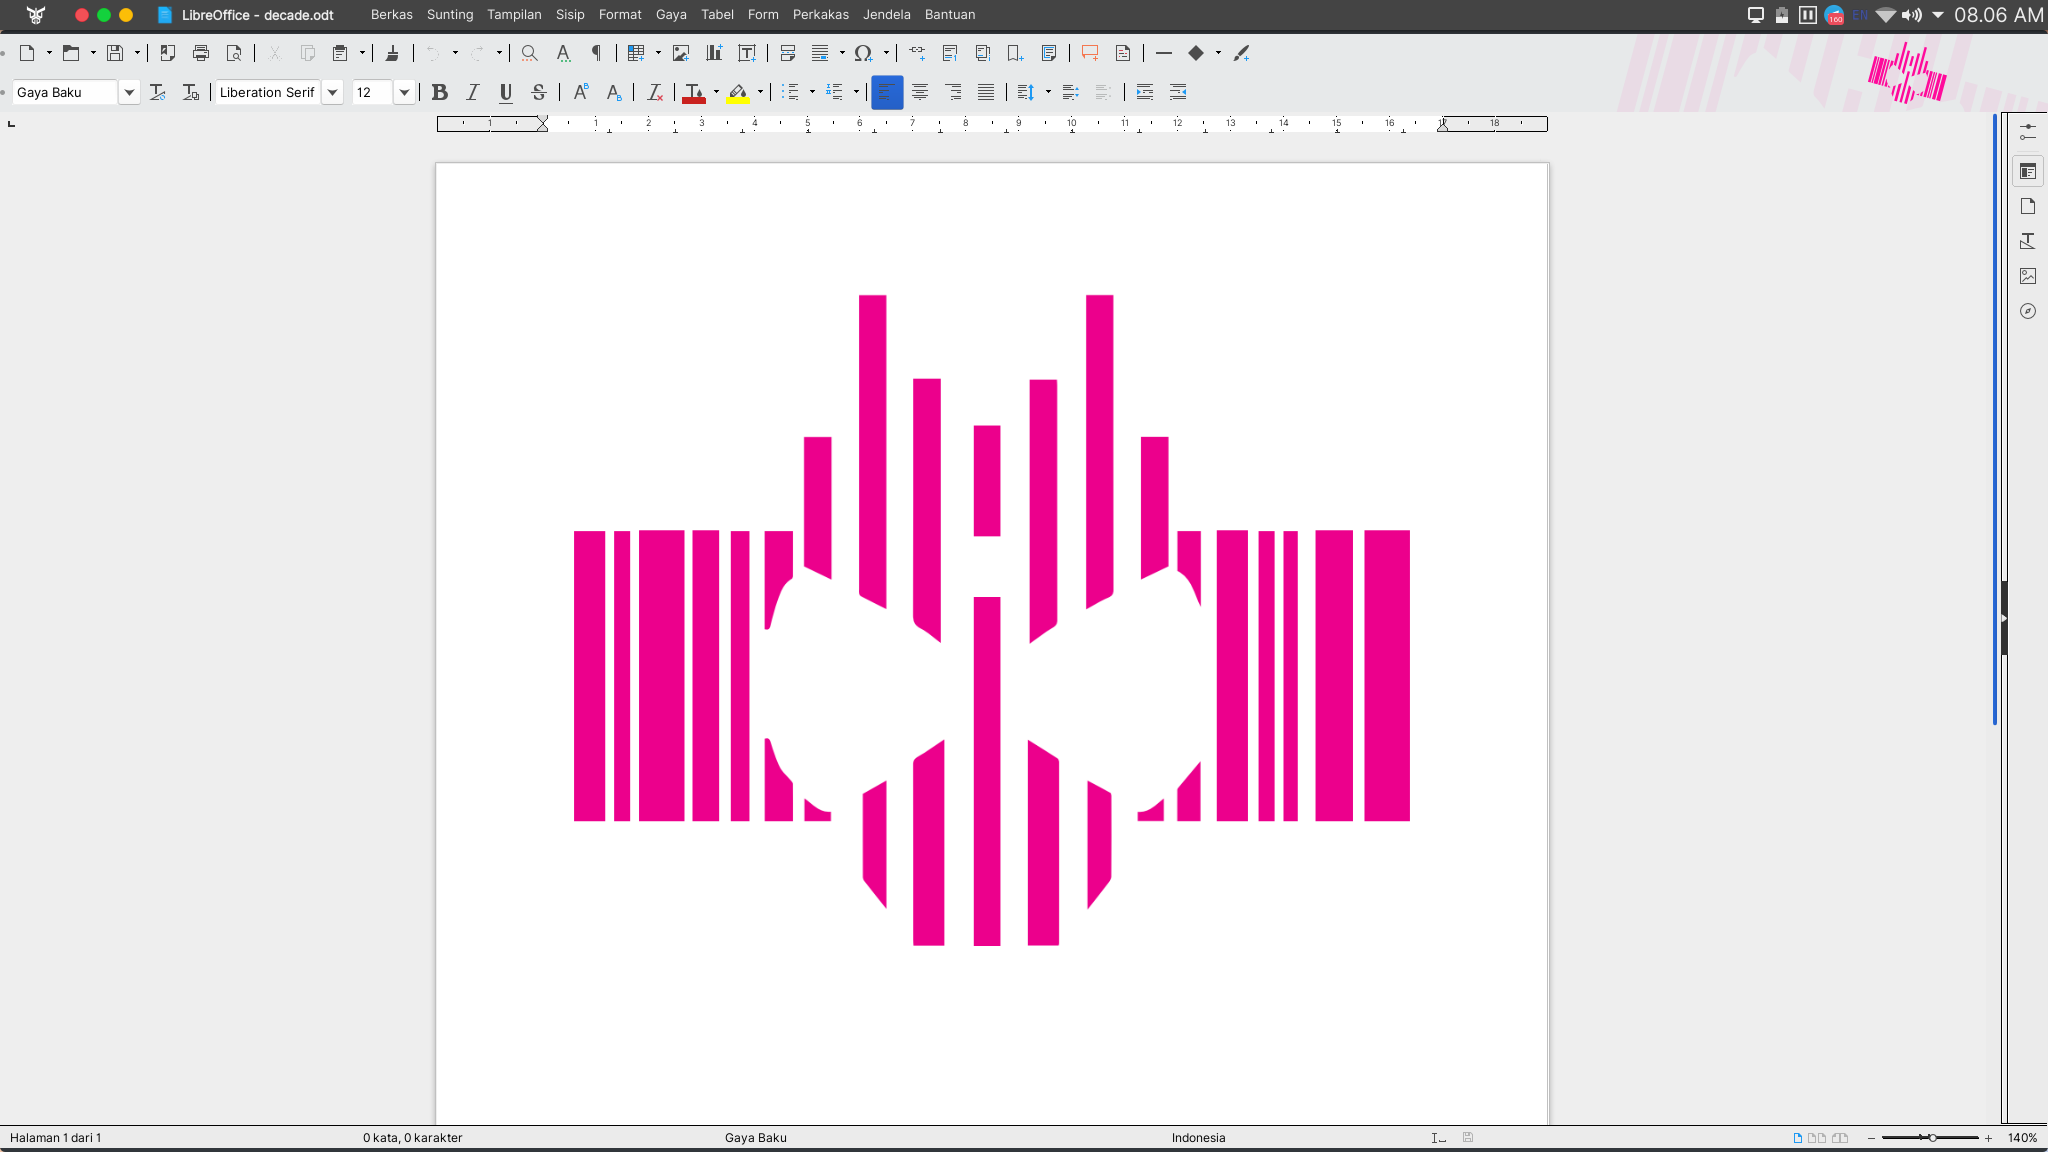 LibreOffice - decade.odt Berkas Sunting Tampilan Sisip Format Gaya Tabel Form Perkakas Jendela Bantuan 160 EN 08.06 AM
Gaya Baku Liberation Serif 12
1 1 2 3 4 5 6 7 8 9 10 11 12 13 14 15 16 17 18
Halaman 1 dari 1 0 kata, 0 karakter Gaya Baku Indonesia 140%